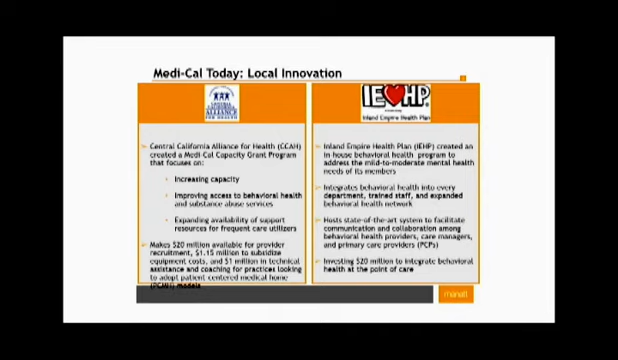 Medi-Cal Today: Local Innovation
CENTRAL CALIFORNIA
ALLIANCE
FOR HEALTH
Central California Alliance for Health (CCAH)
created a Medi-Cal Capacity Grant Program
that focuses on:
Increasing capacity
Improving access to behavioral health
and substance abuse services
Expanding availability of support
resources for frequent care utilizers
Makes $20 million available for provider
recruitment, $1.15 million to subsidize
equipment costs, and $1 million in technical
assistance and coaching for practices looking
to adopt patient centered medical home
(PCMH) models
IEHP
Inland Empire Health Plan
Inland Empire Health Plan (IEHP) created an
in-house behavioral health program to
address the mild-to-moderate mental health
needs of its members
Integrates behavioral health into every
department, trained staff, and expanded
behavioral health network
Hosts state-of-the-art system to facilitate
communication and collaboration among
behavioral health providers, care managers,
and primary care providers (PCPs)
Investing $20 million to integrate behavioral
health at the point of care
manatt